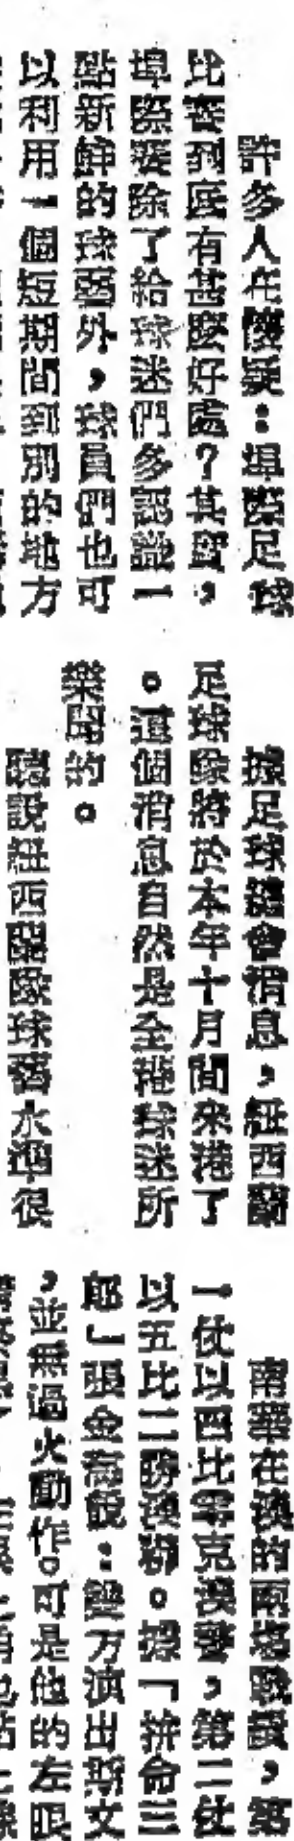 許多人在懷疑：埠際足球
比賽到底有甚麼好處？其實，
埠際賽除了給球迷們多認識一
點新鮮的球藝外，球員們也可
以利用一個短期間到別的地方
據足球總會消息，紐西蘭
足球隊將於本年十月間來港了
。這個消息自然是全港球迷所
樂聞的。
聽說紐西蘭隊球藝水準很
南華在澳的兩場戰績，第
一仗以四比零克澳警，第二仗
以五比二勝澳聯。據「拚命三
郎」張金海說：雙方演出斯文
，並無過火動作。可是他的左眼